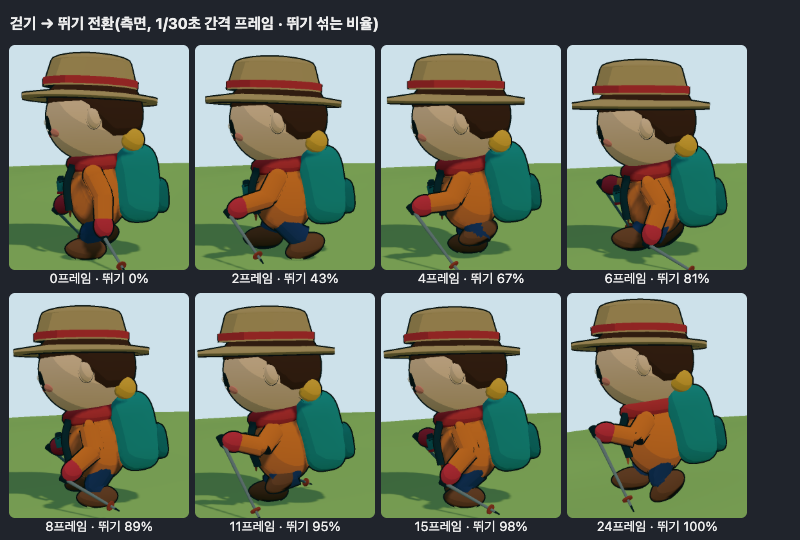 걷기 → 뛰기 전환(측면, 1/30초 간격 프레임 · 뛰기 섞는 비율)
0프레임 · 뛰기 0%
2프레임 · 뛰기 43%
4프레임 · 뛰기 67%
6프레임 · 뛰기 81%
8프레임 · 뛰기 89%
11프레임 · 뛰기 95%
15프레임 · 뛰기 98%
24프레임 · 뛰기 100%